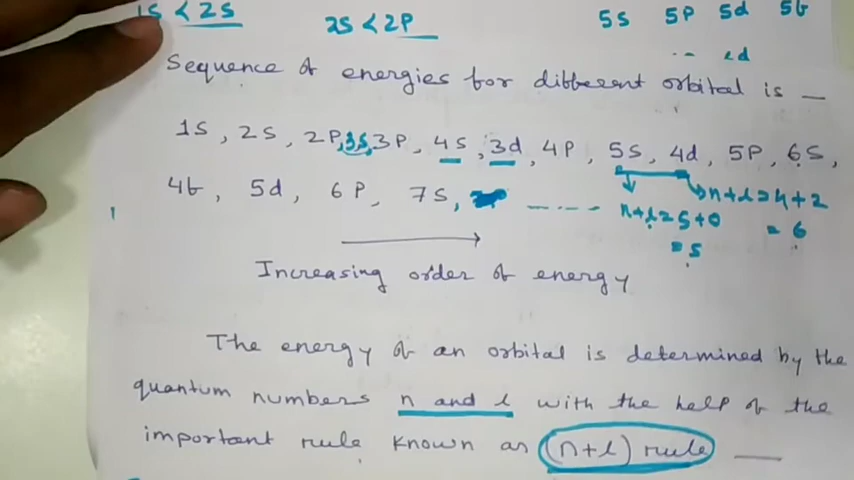 1S < 2S 2S < 2P 5S 5P 5d 5f
Sequence of energies for different orbital is —
1S, 2S, 2P, 3S, 3P, 4S, 3d, 4P, 5S, 4d, 5P, 6S,
4f, 5d, 6P, 7S, -----
n+l=5+0 n+l=4+2
=5 =6
Increasing order of energy
The energy of an orbital is determined by the
quantum numbers n and l with the help of the
important rule known as (n+l) rule —